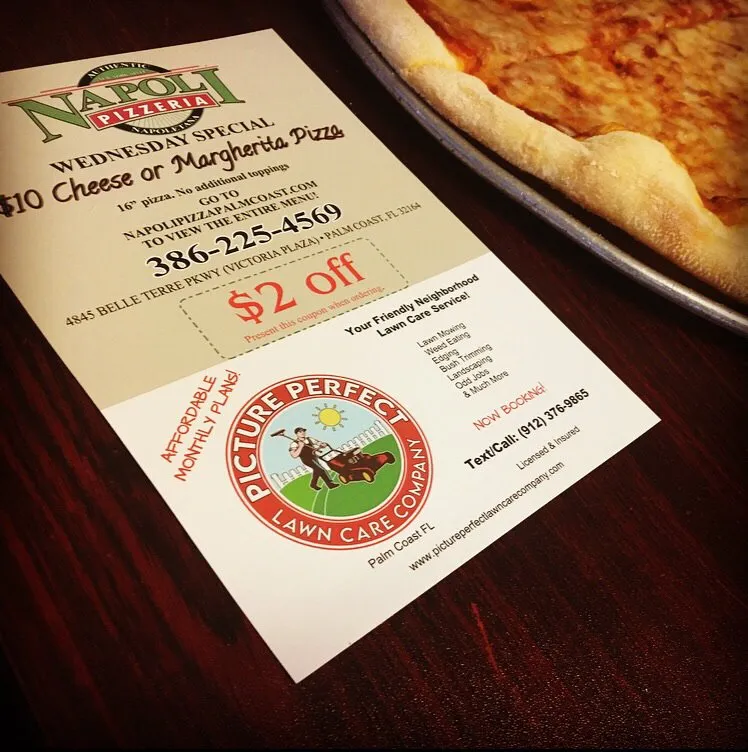 AUTHENTIC
NAPOLI
PIZZERIA
NAPOLETANA
WEDNESDAY SPECIAL
$10 Cheese or Margherita Pizza
16" pizza. No additional toppings
GO TO
NAPOLIPIZZAPALMCOAST.COM
TO VIEW THE ENTIRE MENU!
386-225-4569
4845 BELLE TERRE PKWY (VICTORIA PLAZA) • PALM COAST, FL 32164
$2 off
Present this coupon when ordering.
Your Friendly Neighborhood
Lawn Care Service!
Lawn Mowing
Weed Eating
Edging
Bush Trimming
Landscaping
Odd Jobs
& Much More
AFFORDABLE
MONTHLY PLANS!
PICTURE PERFECT
LAWN CARE COMPANY
NOW BOOKING!
Text/Call: (912) 376-9865
Licensed & Insured
Palm Coast FL
www.pictureperfectlawncarecompany.com